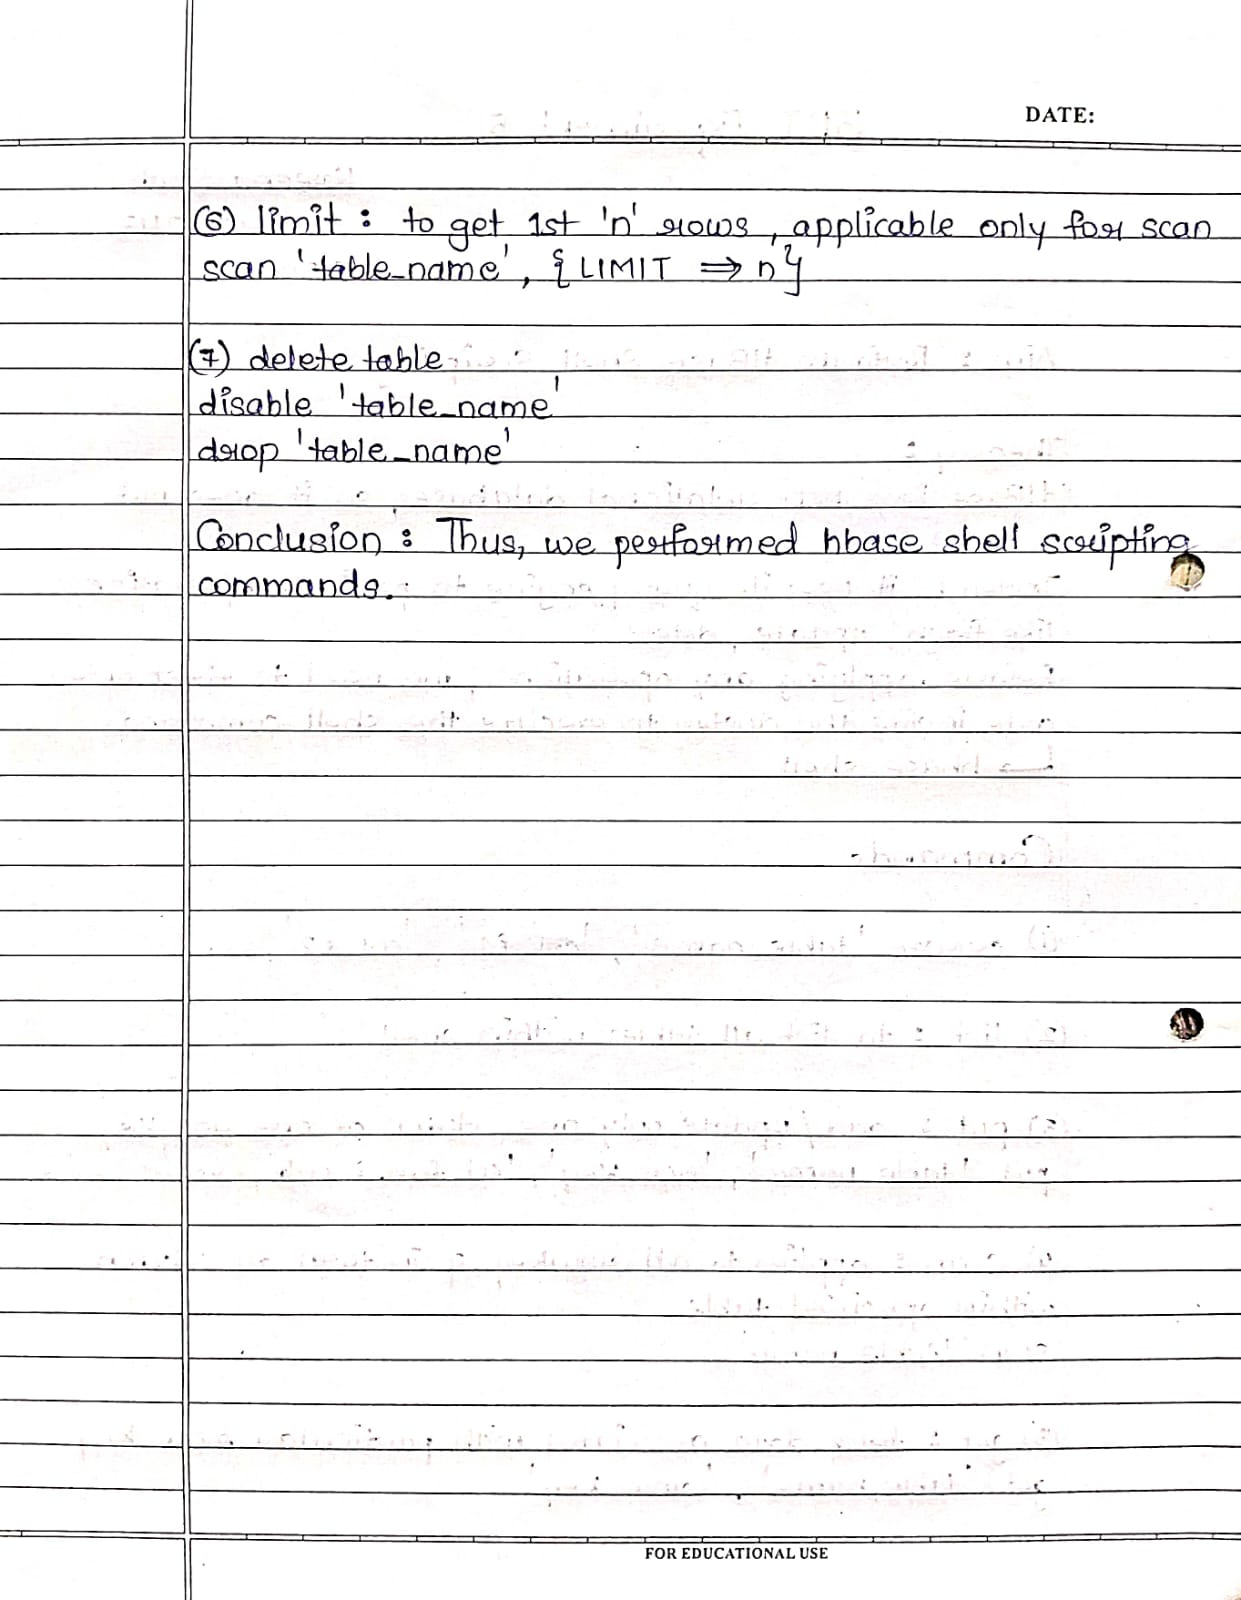 DATE:
(6) limit : to get 1st 'n' rows, applicable only for scan
scan 'table_name', { LIMIT ⇒ n}
(7) delete table
disable 'table_name'
drop 'table_name'
Conclusion : Thus, we performed hbase shell scripting
commands.
FOR EDUCATIONAL USE